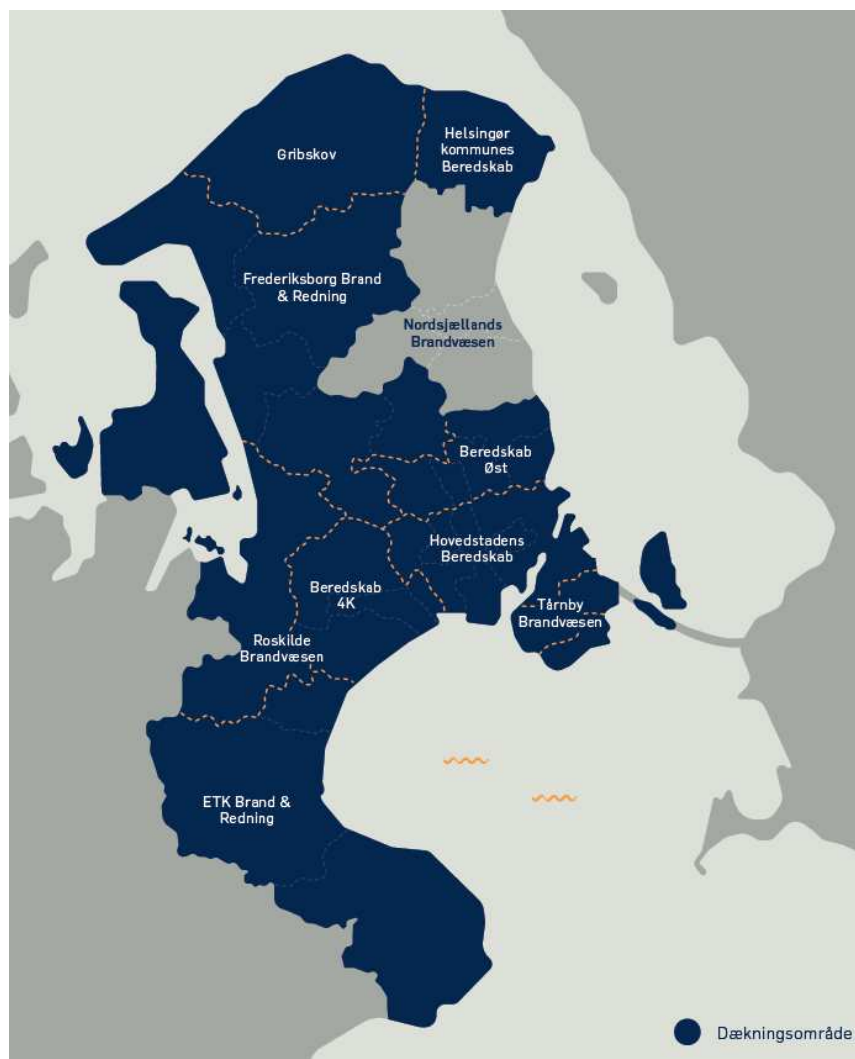 Gribskov
Helsingør
kommunes
Beredskab
Frederiksborg Brand
& Redning
Nordsjællands
Brandvæsen
Beredskab
Øst
Hovedstadens
Beredskab
Beredskab
4K
Tårnby
Brandvæsen
Roskilde
Brandvæsen
ETK Brand &
Redning
Dækningsområde